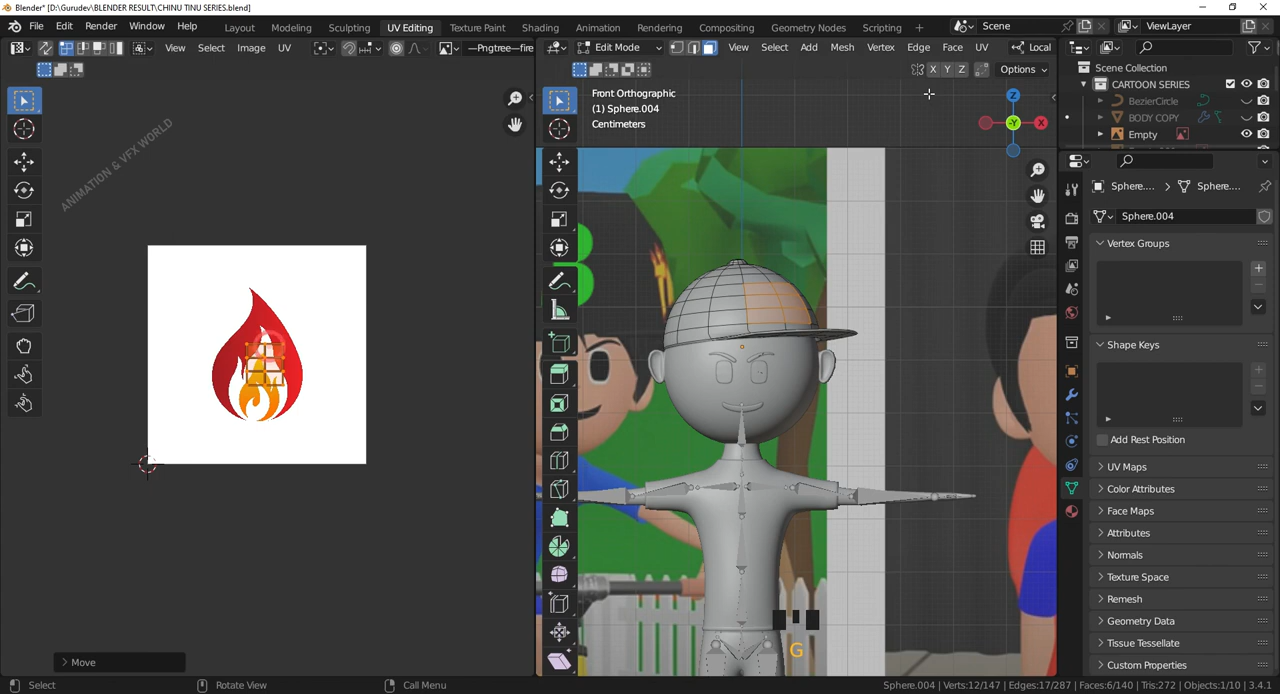 Blender* [D:\Gurudev\BLENDER RESULT\CHINU TINU SERIES.blend]
File Edit Render Window Help Layout Modeling Sculpting UV Editing Texture Paint Shading Animation Rendering Compositing Geometry Nodes Scripting + Scene ViewLayer
View Select Image UV —Pngtree—fire Edit Mode View Select Add Mesh Vertex Edge Face UV Local
X Y Z Options Scene Collection
CARTOON SERIES
BezierCircle
BODY COPY
Empty
Front Orthographic
(1) Sphere.004
Centimeters
Z
-Y
X
ANIMATION & VFX WORLD
Sphere.... Sphere....
Sphere.004
Vertex Groups
Shape Keys
Add Rest Position
UV Maps
Color Attributes
Face Maps
Attributes
Normals
Texture Space
Remesh
Geometry Data
Tissue Tessellate
Custom Properties
G
Move
Select Rotate View Call Menu Sphere.004 | Verts:12/147 | Edges:17/287 | Faces:6/140 | Tris:272 | Objects:1/10 | 3.4.1